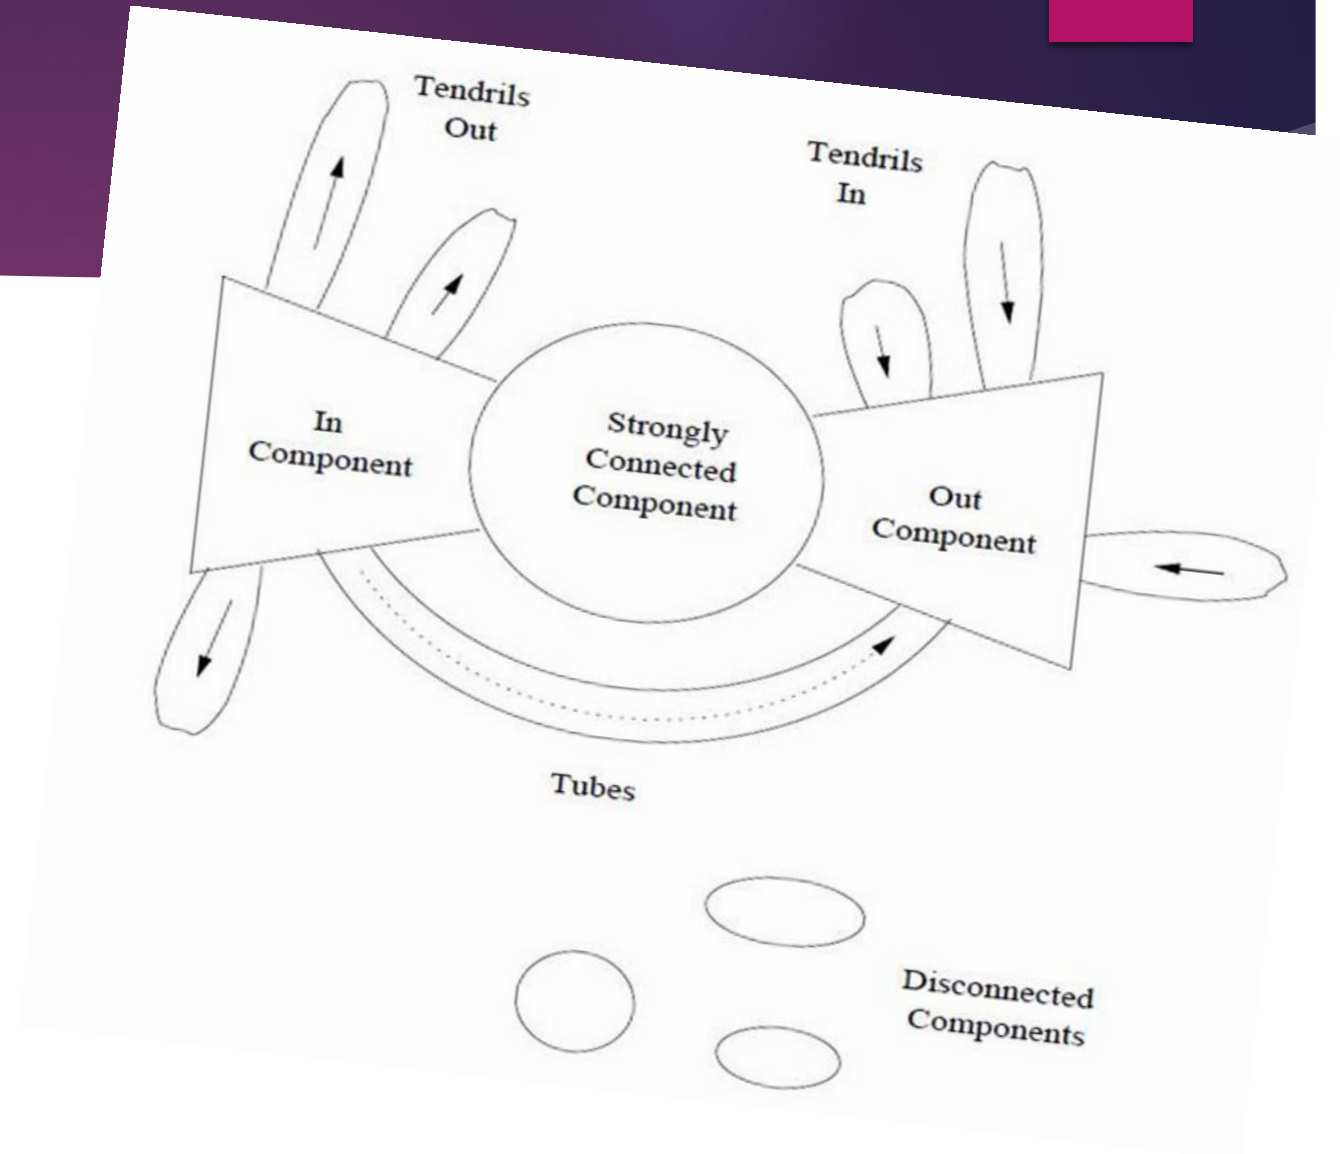 Tendrils
Out
Tendrils
In
In
Component
Strongly
Connected
Component
Out
Component
Tubes
Disconnected
Components